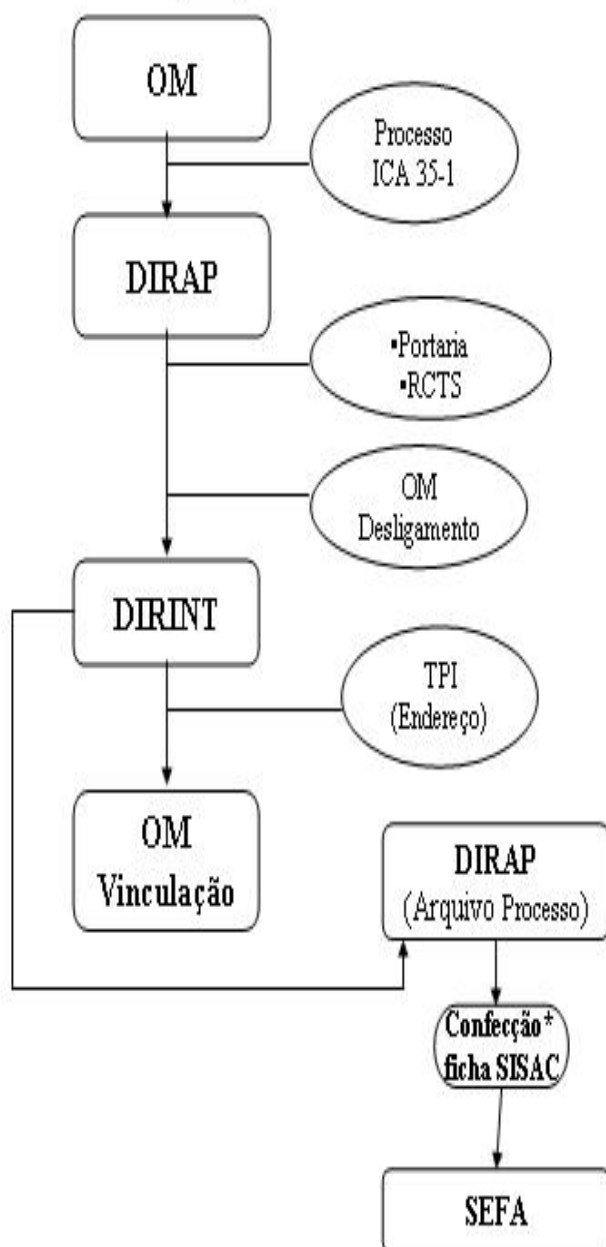 OM
Processo
ICA 35-1
DIRAP
▪Portaria
▪RCTS
OM
Desligamento
DIRINT
TPI
(Endereço)
OM
Vinculação
DIRAP
(Arquivo Processo)
Confecção*
ficha SISAC
SEFA